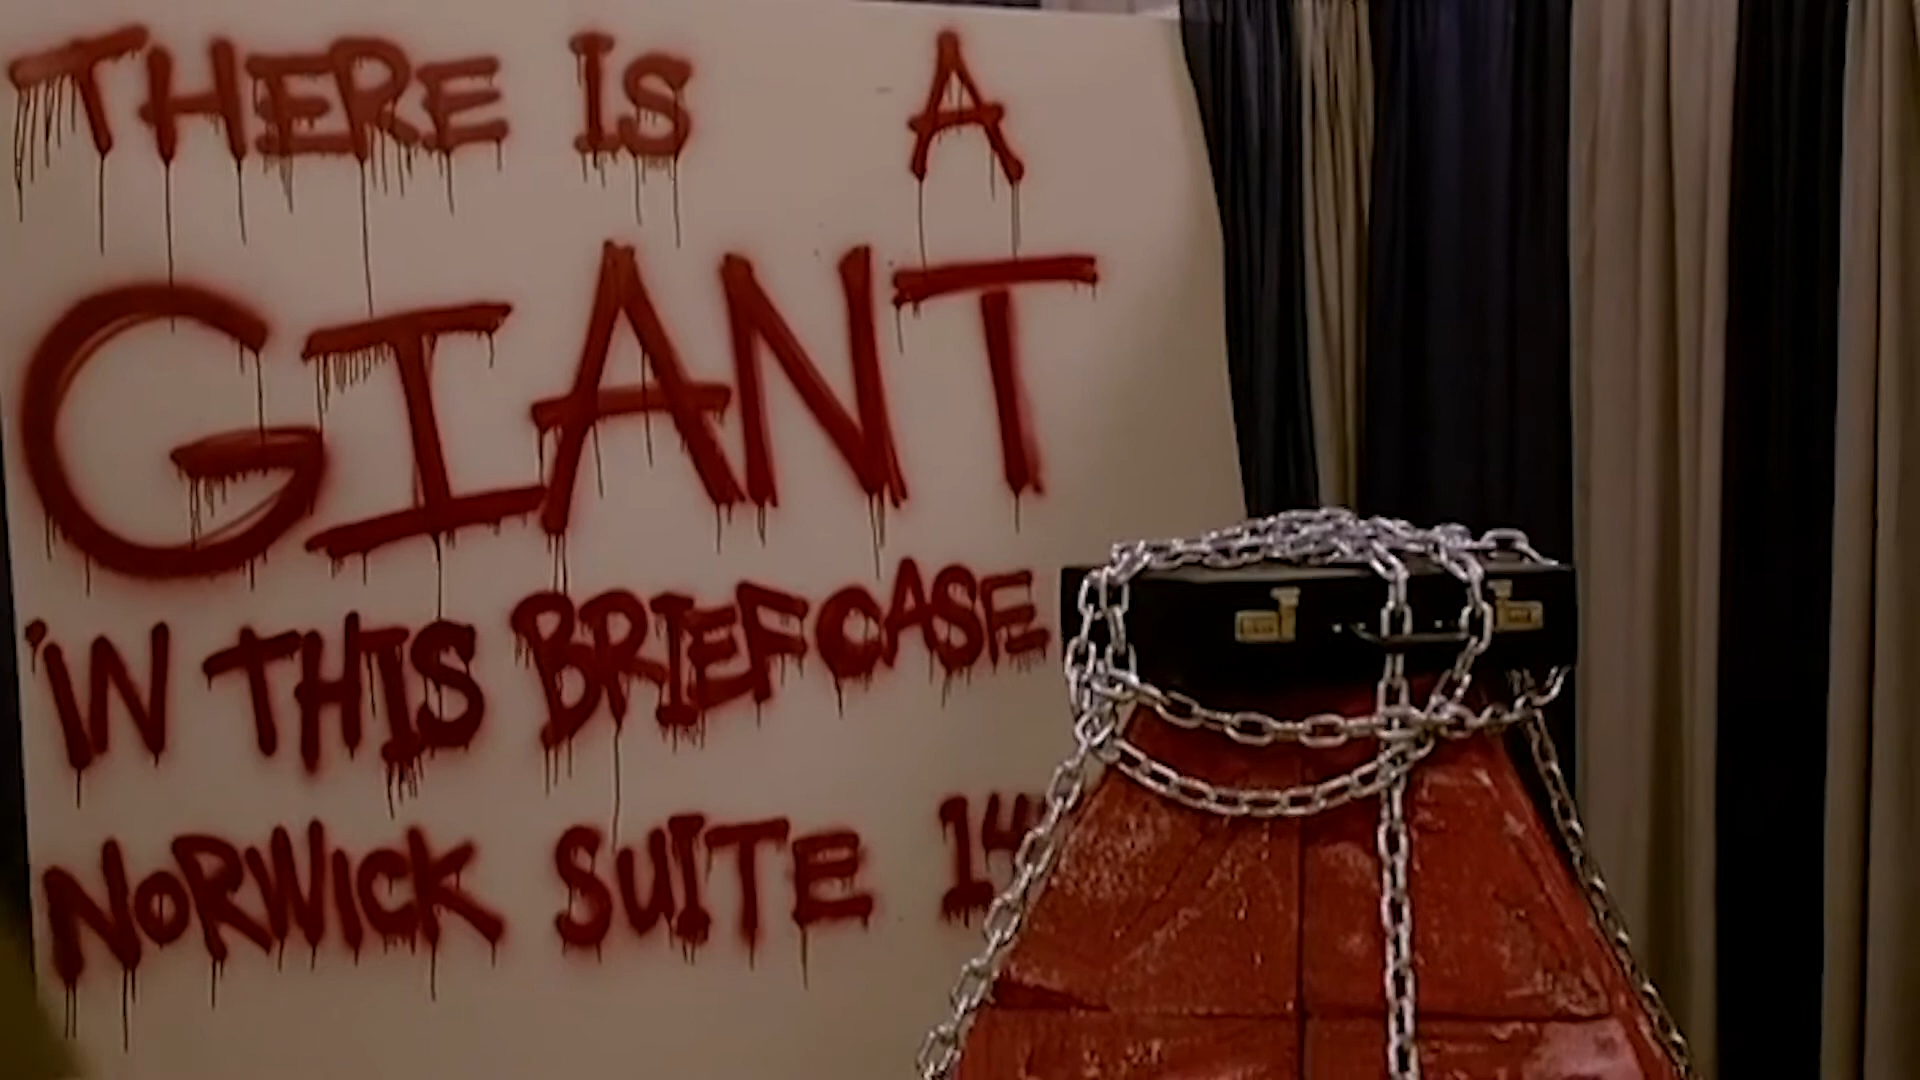 THERE IS A
GIANT
IN THIS BRIEFCASE
NORWICK SUITE